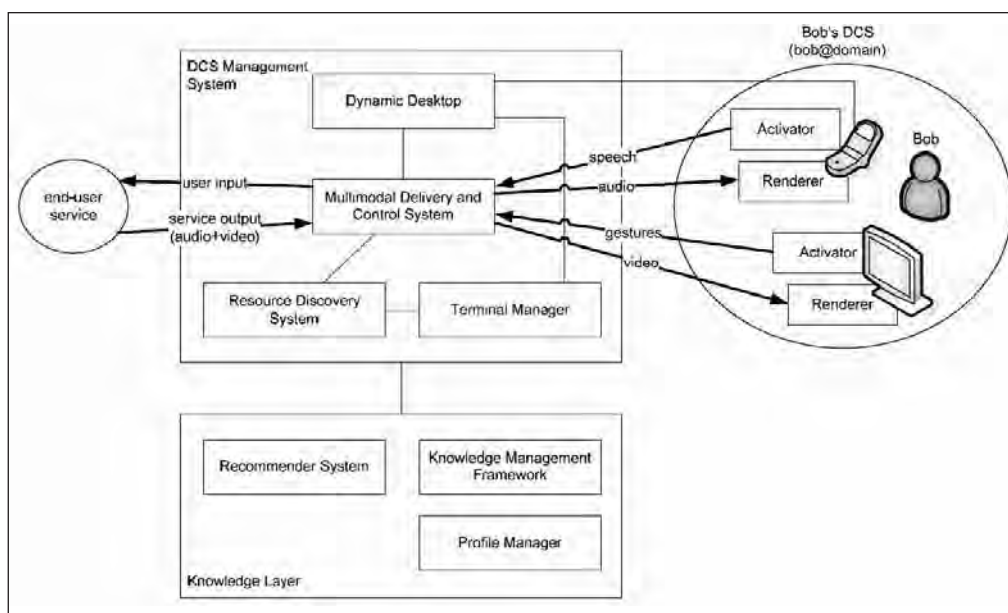 Bob's DCS
(bob@domain)
DCS Management
System
Dynamic Desktop
Activator
Bob
speech
user input
Multimodal Delivery and
Control System
audio
Renderer
end-user
service
service output
(audio+video)
gestures
Activator
video
Resource Discovery
System
Terminal Manager
Renderer
Recommender System
Knowledge Management
Framework
Profile Manager
Knowledge Layer